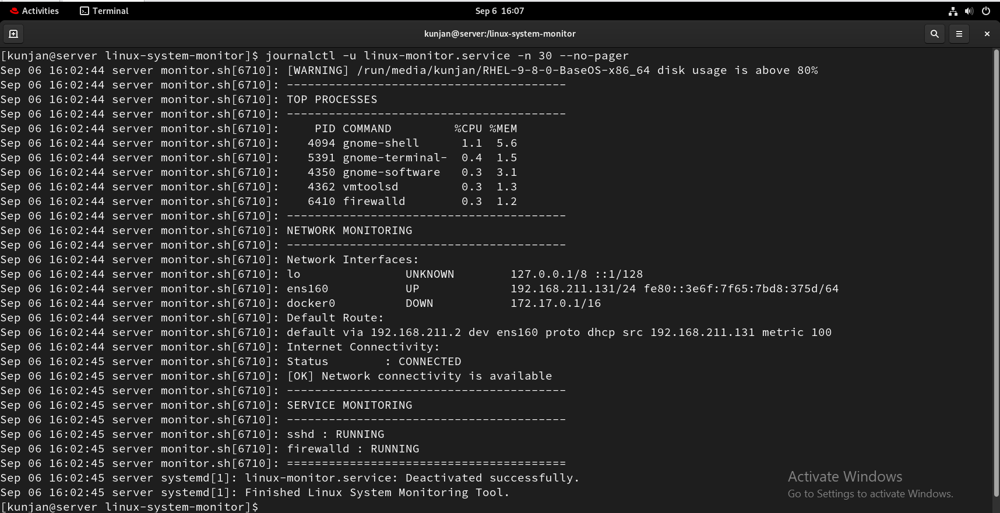 Activities Terminal Sep 6 16:07
kunjan@server:/linux-system-monitor
[kunjan@server linux-system-monitor]$ journalctl -u linux-monitor.service -n 30 --no-pager
Sep 06 16:02:44 server monitor.sh[6710]: [WARNING] /run/media/kunjan/RHEL-9-8-0-BaseOS-x86_64 disk usage is above 80%
Sep 06 16:02:44 server monitor.sh[6710]: ----------------------------------------
Sep 06 16:02:44 server monitor.sh[6710]: TOP PROCESSES
Sep 06 16:02:44 server monitor.sh[6710]: ----------------------------------------
Sep 06 16:02:44 server monitor.sh[6710]:     PID COMMAND         %CPU %MEM
Sep 06 16:02:44 server monitor.sh[6710]:    4094 gnome-shell      1.1  5.6
Sep 06 16:02:44 server monitor.sh[6710]:    5391 gnome-terminal-  0.4  1.5
Sep 06 16:02:44 server monitor.sh[6710]:    4350 gnome-software   0.3  3.1
Sep 06 16:02:44 server monitor.sh[6710]:    4362 vmtoolsd         0.3  1.3
Sep 06 16:02:44 server monitor.sh[6710]:    6410 firewalld        0.3  1.2
Sep 06 16:02:44 server monitor.sh[6710]: ----------------------------------------
Sep 06 16:02:44 server monitor.sh[6710]: NETWORK MONITORING
Sep 06 16:02:44 server monitor.sh[6710]: ----------------------------------------
Sep 06 16:02:44 server monitor.sh[6710]: Network Interfaces:
Sep 06 16:02:44 server monitor.sh[6710]: lo               UNKNOWN        127.0.0.1/8 ::1/128
Sep 06 16:02:44 server monitor.sh[6710]: ens160           UP             192.168.211.131/24 fe80::3e6f:7f65:7bd8:375d/64
Sep 06 16:02:44 server monitor.sh[6710]: docker0          DOWN           172.17.0.1/16
Sep 06 16:02:44 server monitor.sh[6710]: Default Route:
Sep 06 16:02:44 server monitor.sh[6710]: default via 192.168.211.2 dev ens160 proto dhcp src 192.168.211.131 metric 100
Sep 06 16:02:44 server monitor.sh[6710]: Internet Connectivity:
Sep 06 16:02:45 server monitor.sh[6710]: Status        : CONNECTED
Sep 06 16:02:45 server monitor.sh[6710]: [OK] Network connectivity is available
Sep 06 16:02:45 server monitor.sh[6710]: ----------------------------------------
Sep 06 16:02:45 server monitor.sh[6710]: SERVICE MONITORING
Sep 06 16:02:45 server monitor.sh[6710]: ----------------------------------------
Sep 06 16:02:45 server monitor.sh[6710]: sshd : RUNNING
Sep 06 16:02:45 server monitor.sh[6710]: firewalld : RUNNING
Sep 06 16:02:45 server monitor.sh[6710]: ========================================
Sep 06 16:02:45 server systemd[1]: linux-monitor.service: Deactivated successfully.
Sep 06 16:02:45 server systemd[1]: Finished Linux System Monitoring Tool.
[kunjan@server linux-system-monitor]$
Activate Windows
Go to Settings to activate Windows.